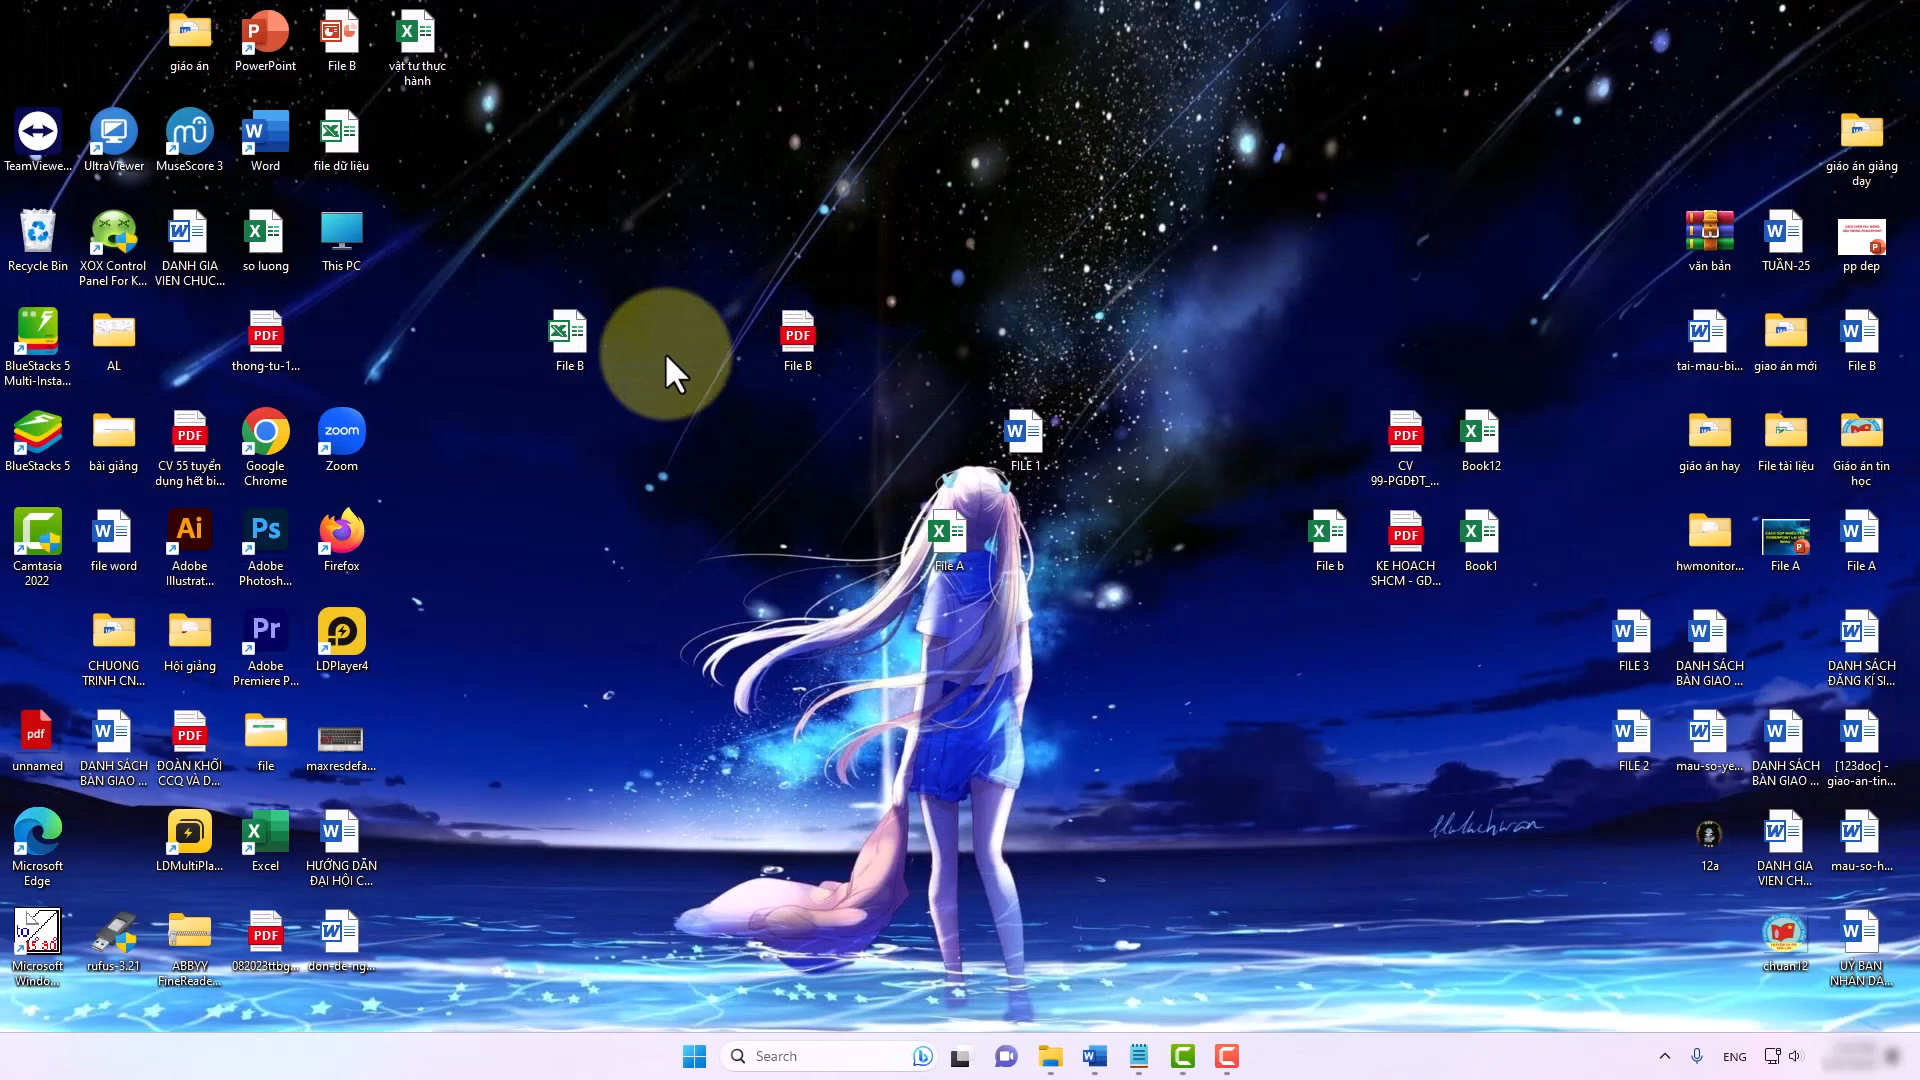 giáo án
PowerPoint
File B
vật tư thực
hành
TeamViewe...
UltraViewer
MuseScore 3
Word
file dữ liệu
giáo án giảng
dạy
Recycle Bin
XOX Control
Panel For K...
DANH GIA
VIEN CHUC...
so luong
This PC
văn bản
TUẦN-25
pp dep
BlueStacks 5
Multi-Insta...
AL
thong-tu-1...
File B
File B
tai-mau-bi...
giao án mới
File B
BlueStacks 5
bài giảng
CV 55 tuyển
dụng hết bi...
Google
Chrome
Zoom
FILE 1
CV
99-PGDĐT_...
Book12
giáo án hay
File tài liệu
Giáo án tin
học
Camtasia
2022
file word
Adobe
Illustrat...
Adobe
Photosh...
Firefox
File A
File b
KE HOACH
SHCM - GD...
Book1
hwmonitor...
File A
File A
CHUONG
TRINH CN...
Hội giảng
Adobe
Premiere P...
LDPlayer4
FILE 3
DANH SÁCH
BÀN GIAO ...
DANH SÁCH
ĐĂNG KÍ SI...
unnamed
DANH SÁCH
BÀN GIAO ...
ĐOÀN KHỐI
CCQ VÀ D...
file
maxresdefa...
FILE 2
mau-so-ye...
DANH SÁCH
BÀN GIAO ...
[123doc] -
giao-an-tin...
Microsoft
Edge
LDMultiPla...
Excel
HƯỚNG DẪN
ĐẠI HỘI C...
12a
DANH GIA
VIEN CH...
mau-so-h...
Microsoft
Windo...
rufus-3.21
ABBYY
FineReade...
082023ttbg...
don-de-ng...
chuan12
UỶ BAN
NHÂN DÂ...
Search
ENG